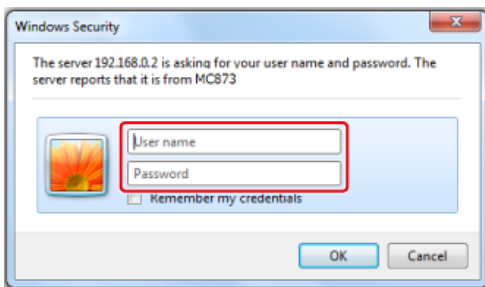 Windows Security
The server 192.168.0.2 is asking for your user name and password. The
server reports that it is from MC873
User name
Password
Remember my credentials
OK
Cancel